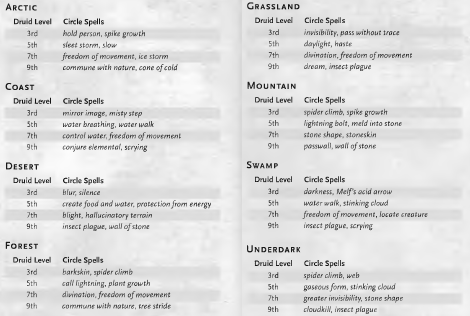 ARCTIC
Druid Level Circle Spells
3rd hold person, spike growth
5th sleet storm, slow
7th freedom of movement, ice storm
9th commune with nature, cone of cold
COAST
Druid Level Circle Spells
3rd mirror image, misty step
5th water breathing, water walk
7th control water, freedom of movement
9th conjure elemental, scrying
DESERT
Druid Level Circle Spells
3rd blur, silence
5th create food and water, protection from energy
7th blight, hallucinatory terrain
9th insect plague, wall of stone
FOREST
Druid Level Circle Spells
3rd barkskin, spider climb
5th call lightning, plant growth
7th divination, freedom of movement
9th commune with nature, tree stride
GRASSLAND
Druid Level Circle Spells
3rd invisibility, pass without trace
5th daylight, haste
7th divination, freedom of movement
9th dream, insect plague
MOUNTAIN
Druid Level Circle Spells
3rd spider climb, spike growth
5th lightning bolt, meld into stone
7th stone shape, stoneskin
9th passwall, wall of stone
SWAMP
Druid Level Circle Spells
3rd darkness, Melf's acid arrow
5th water walk, stinking cloud
7th freedom of movement, locate creature
9th insect plague, scrying
UNDERDARK
Druid Level Circle Spells
3rd spider climb, web
5th gaseous form, stinking cloud
7th greater invisibility, stone shape
9th cloudkill, insect plague